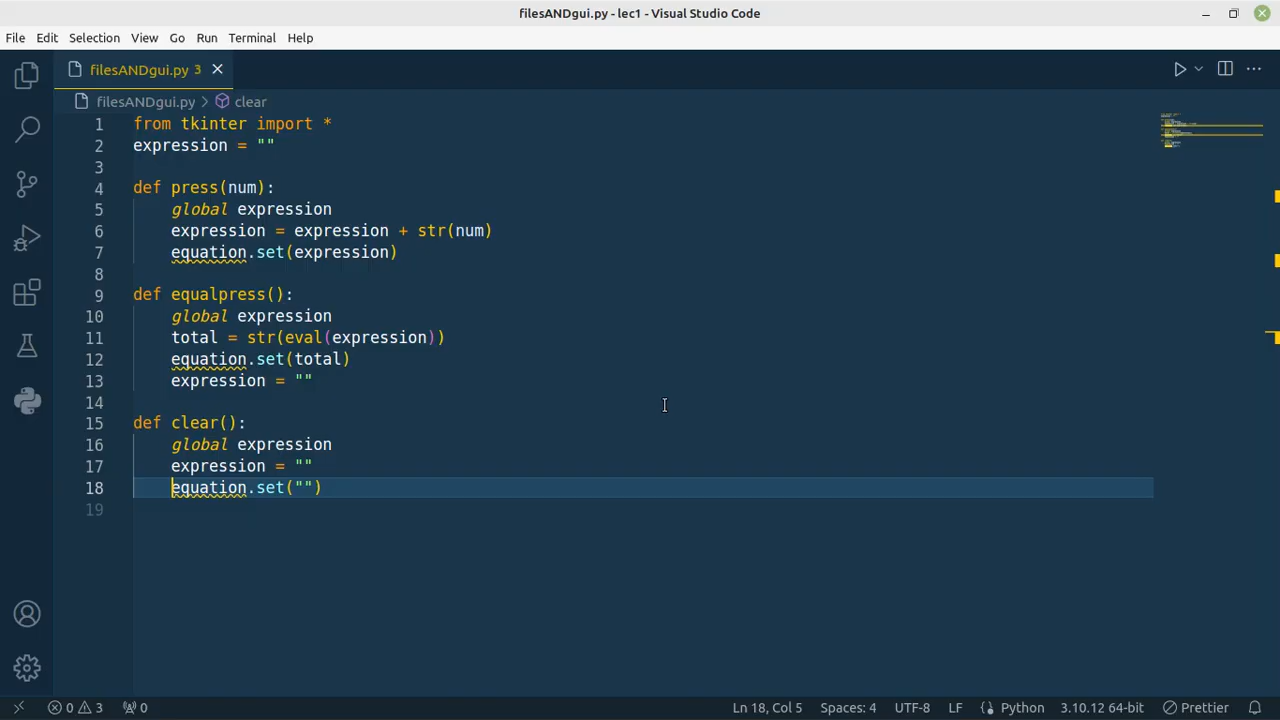 filesANDgui.py - lec1 - Visual Studio Code
File Edit Selection View Go Run Terminal Help
filesANDgui.py 3
filesANDgui.py > clear
1 from tkinter import *
2 expression = ""
3
4 def press(num):
5     global expression
6     expression = expression + str(num)
7     equation.set(expression)
8
9 def equalpress():
10     global expression
11     total = str(eval(expression))
12     equation.set(total)
13     expression = ""
14
15 def clear():
16     global expression
17     expression = ""
18     equation.set("")
19
0 3 0 Ln 18, Col 5 Spaces: 4 UTF-8 LF Python 3.10.12 64-bit Prettier